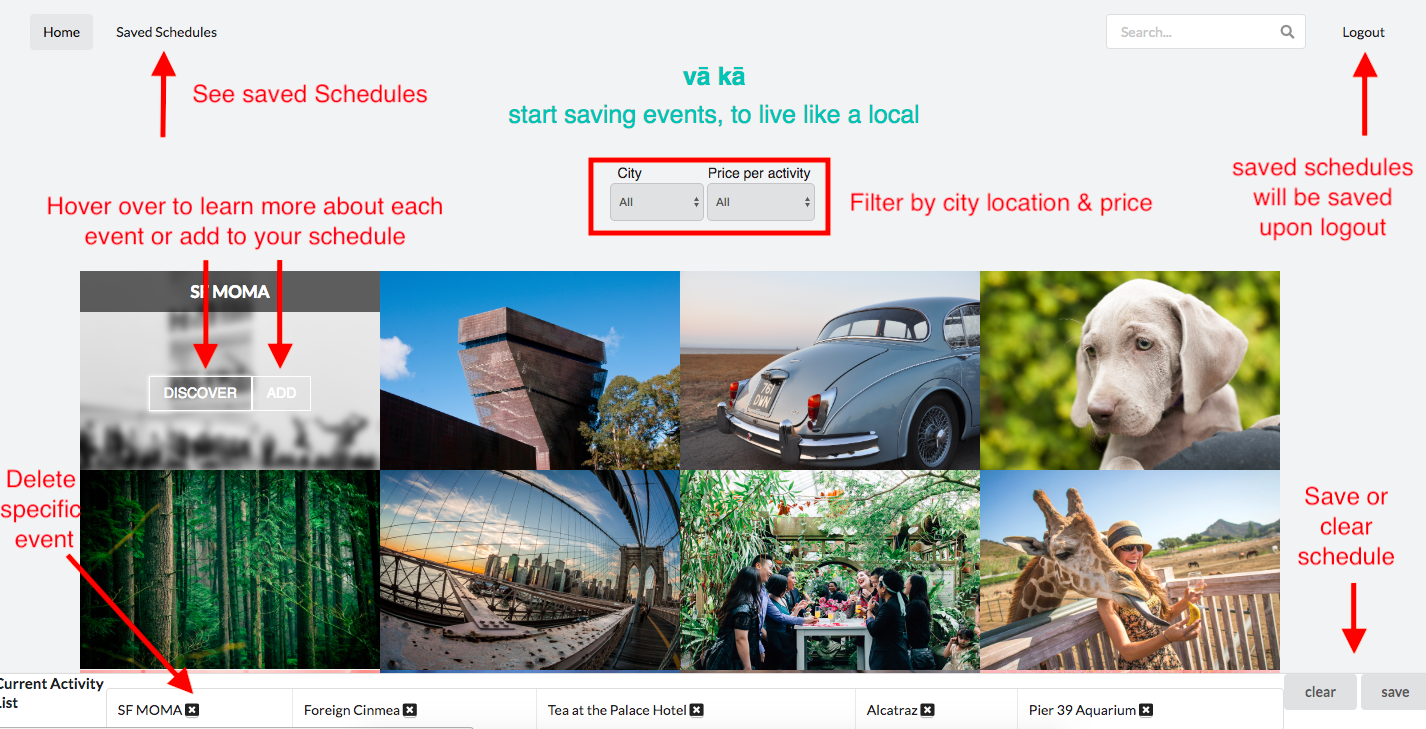 Home
Saved Schedules
Search...
Logout
See saved Schedules
vā kā
start saving events, to live like a local
saved schedules
will be saved
upon logout
City
Price per activity
All
All
Filter by city location & price
Hover over to learn more about each
event or add to your schedule
SF MOMA
DISCOVER
ADD
761
DWN
Delete
specific
event
Save or
clear
schedule
Current Activity
List
SF MOMA
Foreign Cinmea
Tea at the Palace Hotel
Alcatraz
Pier 39 Aquarium
clear
save